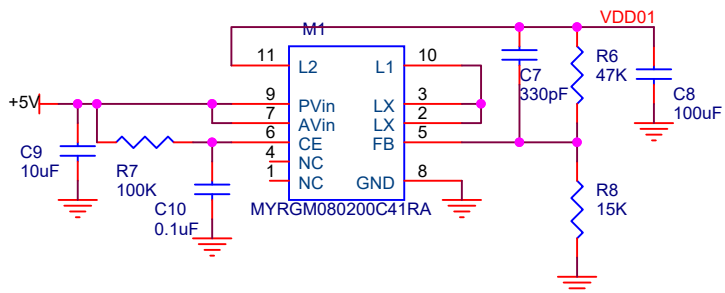 VDD01
M1
11 L2 L1 10
C7
330pF
R6
47K
C8
100uF
+5V
9 PVin LX 3
7 AVin LX 2
6 CE FB 5
4 NC
1 NC GND 8
C9
10uF
R7
100K
C10
0.1uF
MYRGM080200C41RA
R8
15K